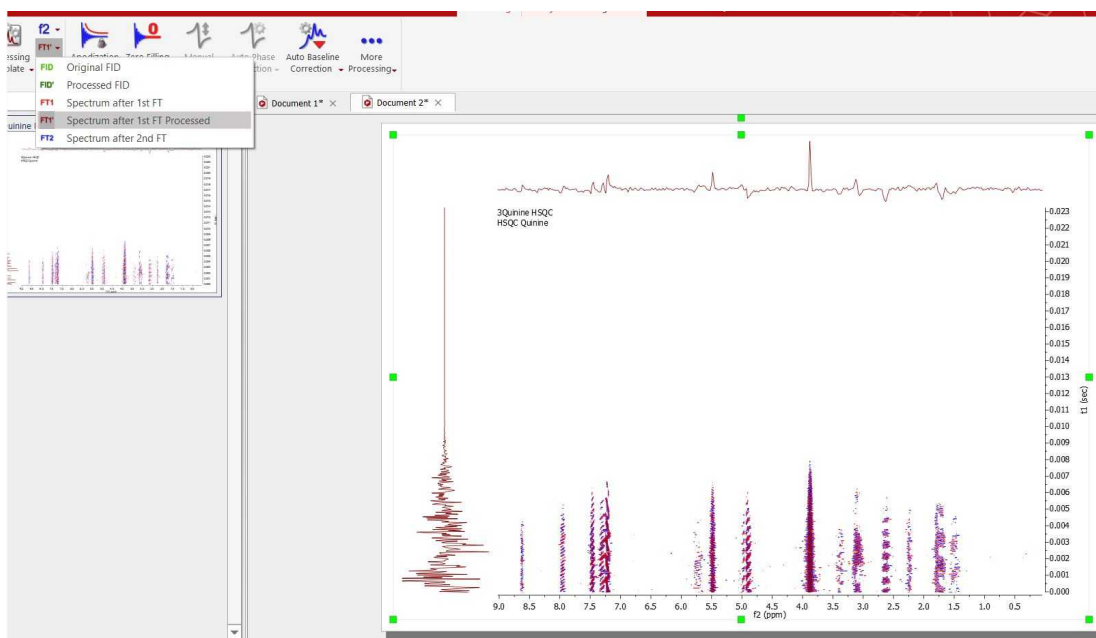 f2
FT1'
Zero Filling
Auto Phase
Auto Baseline
More
Correction
Processing
FID Original FID
FID' Processed FID
FT1 Spectrum after 1st FT
FT1' Spectrum after 1st FT Processed
FT2 Spectrum after 2nd FT
Document 1* ×
Document 2* ×
3Quinine HSQC
HSQC Quinine
0.023
0.022
0.021
0.020
0.019
0.018
0.017
0.016
0.015
0.014
0.013
0.012
0.011
0.010
0.009
0.008
0.007
0.006
0.005
0.004
0.003
0.002
0.001
0.000
t1 (sec)
9.0 8.5 8.0 7.5 7.0 6.5 6.0 5.5 5.0 4.5 4.0 3.5 3.0 2.5 2.0 1.5 1.0 0.5
f2 (ppm)